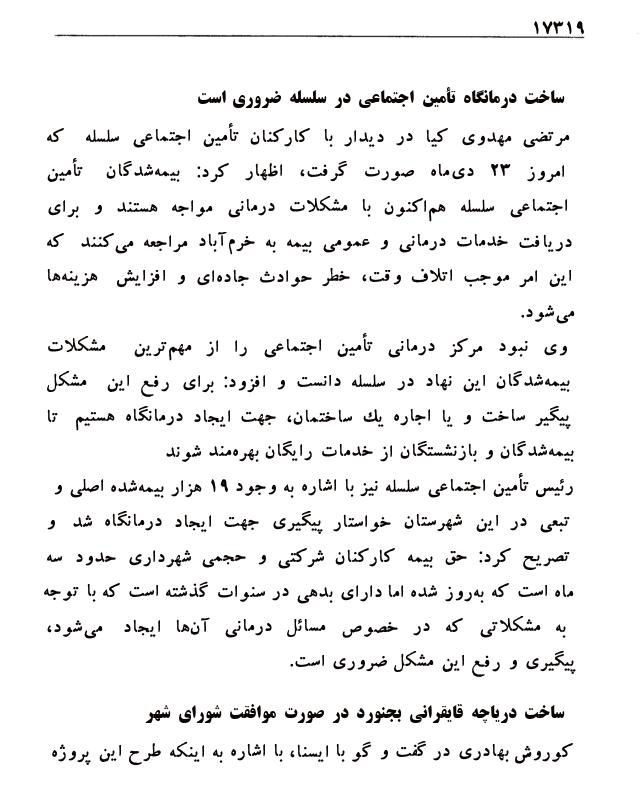 ۱۷۳۱۹
ساخت درمانگاه تأمین اجتماعی در سلسله ضروری است
مرتضی مهدوی کیا در دیدار با کارکنان تأمین اجتماعی سلسله که
امروز ۲۳ دی‌ماه صورت گرفت، اظهار کرد: بیمه‌شدگان تأمین
اجتماعی سلسله هم‌اکنون با مشکلات درمانی مواجه هستند و برای
دریافت خدمات درمانی و عمومی بیمه به خرم‌آباد مراجعه می‌کنند که
این امر موجب اتلاف وقت، خطر حوادث جاده‌ای و افزایش هزینه‌ها
می‌شود.
وی نبود مرکز درمانی تأمین اجتماعی را از مهم‌ترین مشکلات
بیمه‌شدگان این نهاد در سلسله دانست و افزود: برای رفع این مشکل
پیگیر ساخت و یا اجاره یك ساختمان، جهت ایجاد درمانگاه هستیم تا
بیمه‌شدگان و بازنشستگان از خدمات رایگان بهره‌مند شوند
رئیس تأمین اجتماعی سلسله نیز با اشاره به وجود ۱۹ هزار بیمه‌شده اصلی و
تبعی در این شهرستان خواستار پیگیری جهت ایجاد درمانگاه شد و
تصریح کرد: حق بیمه کارکنان شرکتی و حجمی شهرداری حدود سه
ماه است که به‌روز شده اما دارای بدهی در سنوات گذشته است که با توجه
به مشکلاتی که در خصوص مسائل درمانی آن‌ها ایجاد می‌شود،
پیگیری و رفع این مشکل ضروری است.
ساخت دریاچه قایقرانی بجنورد در صورت موافقت شورای شهر
کوروش بهادری در گفت و گو با ایسنا، با اشاره به اینکه طرح این پروژه